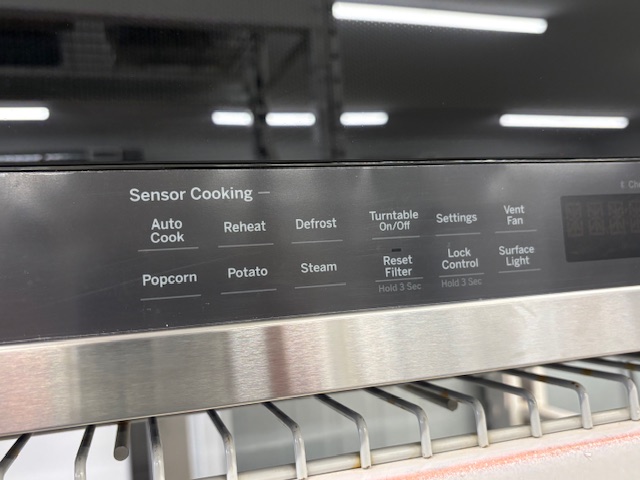 Sensor Cooking
Auto
Cook
Reheat
Defrost
Turntable
On/Off
Settings
Vent
Fan
Popcorn
Potato
Steam
Reset
Filter
Hold 3 Sec
Lock
Control
Hold 3 Sec
Surface
Light